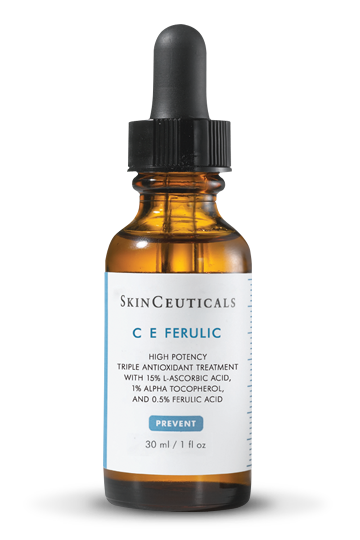 SKINCEUTICALS
C E FERULIC
HIGH POTENCY
TRIPLE ANTIOXIDANT TREATMENT
WITH 15% L-ASCORBIC ACID,
1% ALPHA TOCOPHEROL,
AND 0.5% FERULIC ACID
PREVENT
30 ml / 1 fl oz